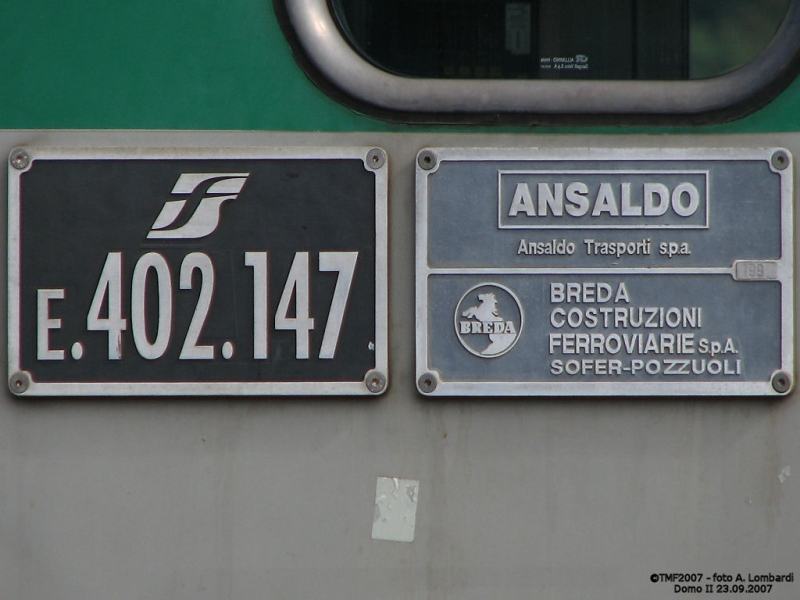 E.402.147
ANSALDO
Ansaldo Trasporti s.p.a.
BREDA
BREDA
COSTRUZIONI
FERROVIARIE S.p.A.
SOFER-POZZUOLI
©TMF2007 - foto A. Lombardi
Domo II 23.09.2007